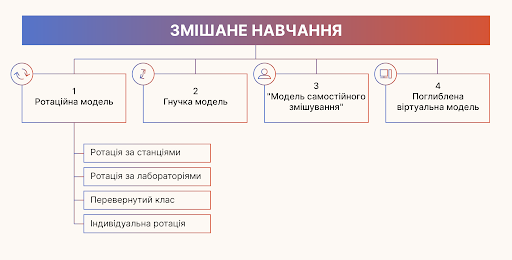 ЗМІШАНЕ НАВЧАННЯ
1
Ротаційна модель
2
Гнучка модель
3
"Модель самостійного
змішування"
4
Поглиблена
віртуальна модель
Ротація за станціями
Ротація за лабораторіями
Перевернутий клас
Індивідуальна ротація